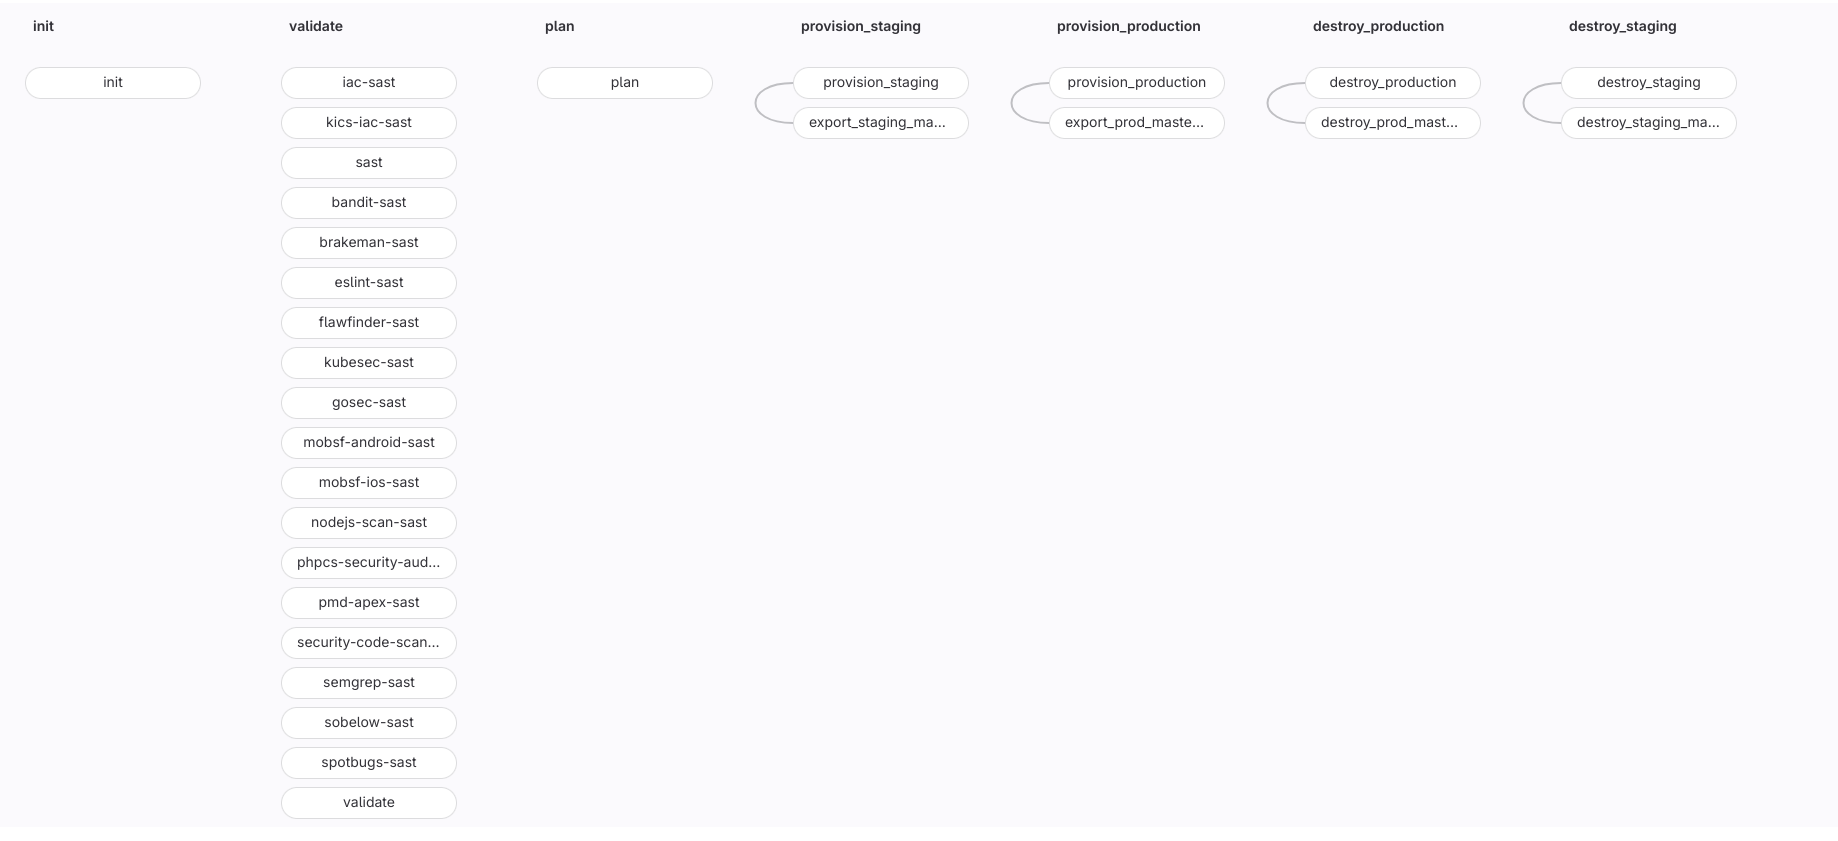 init
init
validate
iac-sast
kics-iac-sast
sast
bandit-sast
brakeman-sast
eslint-sast
flawfinder-sast
kubesec-sast
gosec-sast
mobsf-android-sast
mobsf-ios-sast
nodejs-scan-sast
phpcs-security-aud...
pmd-apex-sast
security-code-scan...
semgrep-sast
sobelow-sast
spotbugs-sast
validate
plan
plan
provision_staging
provision_staging
export_staging_ma...
provision_production
provision_production
export_prod_maste...
destroy_production
destroy_production
destroy_prod_mast...
destroy_staging
destroy_staging
destroy_staging_ma...